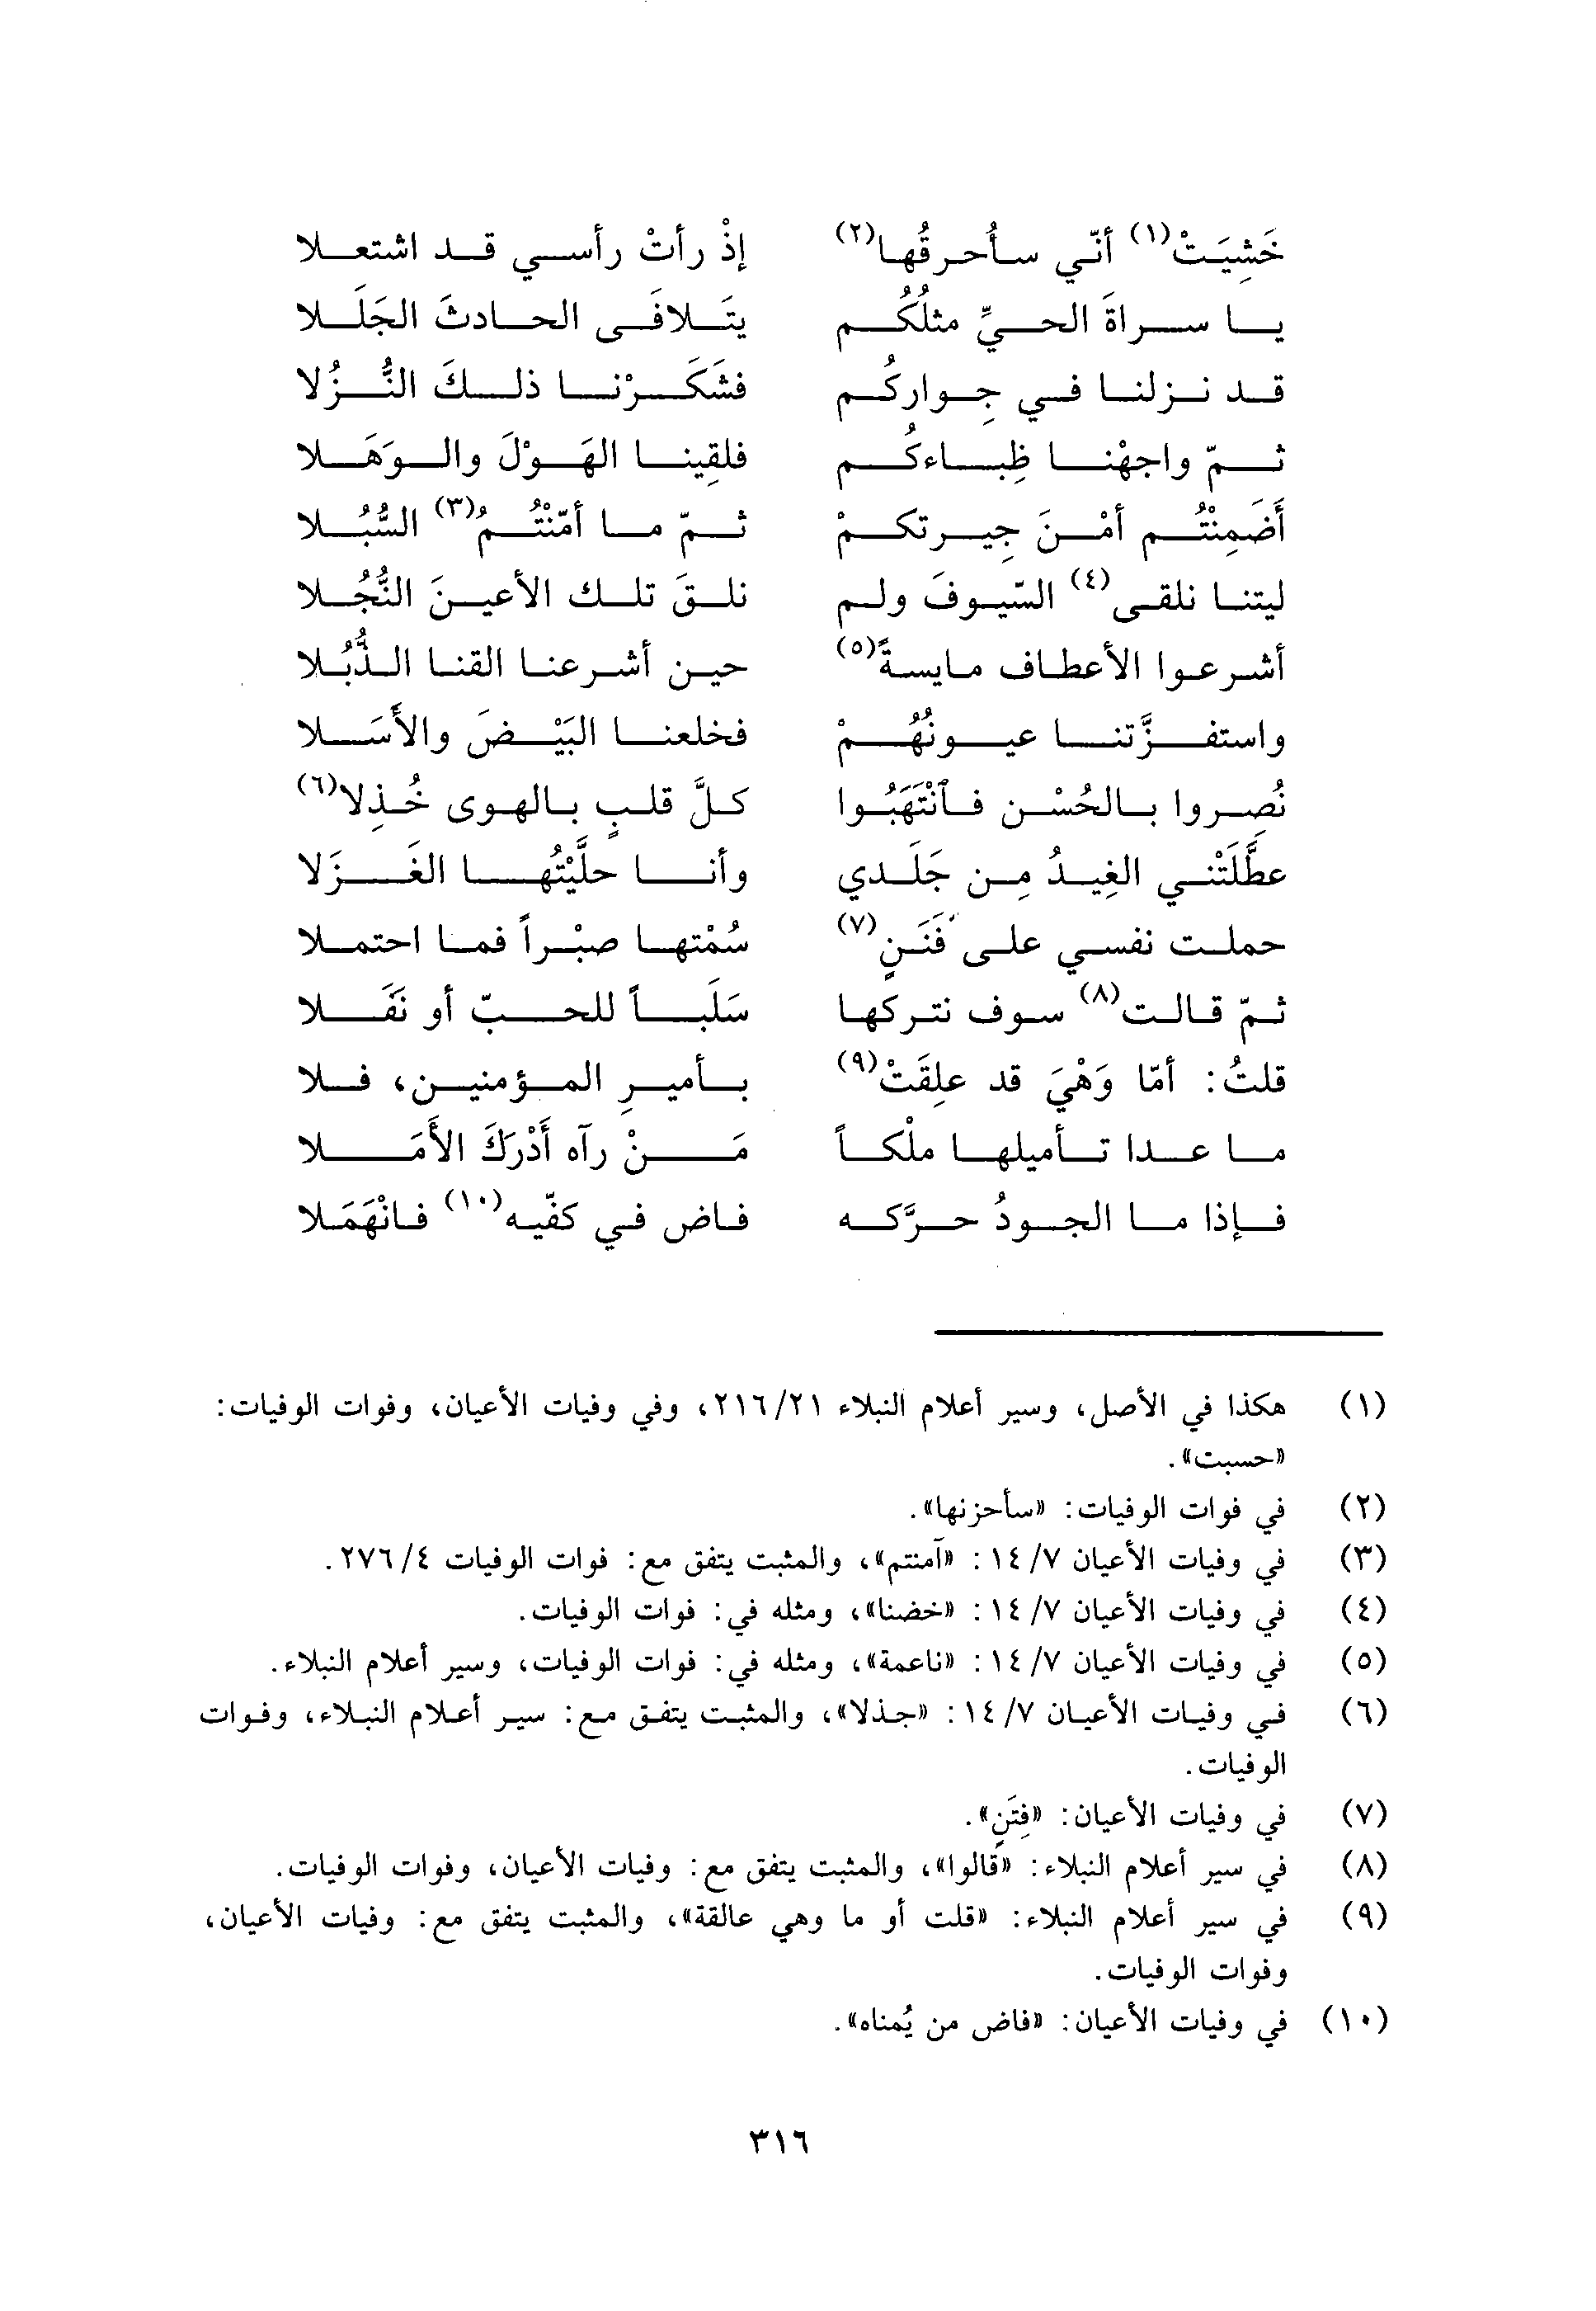 خَشِيَتْ(١) أنّي سأُحرقُها(٢) إذْ رأتْ رأسي قد اشتعلا
يا سراةَ الحيِّ مثلُكُم يتَلافَى الحادثَ الجَلَلا
قد نزلنا في جِواركُم فشَكَرْنا ذلكَ النُّزُلا
ثمّ واجهْنا ظِباءكُم فلقِينا الهَوْلَ والوَهَلا
أَضَمِنْتُم أمْنَ جِيرتكمْ ثمّ ما أمّنْتُمُ(٣) السُّبُلا
ليتنا نلقى(٤) السّيوفَ ولم نلقَ تلك الأعينَ النُّجُلا
أشرعوا الأعطاف مايسةً(٥) حين أشرعنا القنا الذُّبُلا
واستفزَّتنا عيونُهُمْ فخلعنا البَيْضَ والأَسَلا
نُصِروا بالحُسْن فٱنْتَهَبُوا كلَّ قلبٍ بالهوى خُذِلا(٦)
عطَّلَتْني الغِيدُ مِن جَلَدي وأنا حلَّيْتُها الغَزَلا
حملت نفسي على فَنَنٍ(٧) سُمْتها صبْراً فما احتملا
ثمّ قالت(٨) سوف نتركها سَلَباً للحبّ أو نَفَلا
قلتُ: أمّا وَهْيَ قد علِقَتْ(٩) بأميرِ المؤمنين، فلا
ما عدا تأميلها ملْكاً مَنْ رآه أَدْرَكَ الأَمَلا
فإذا ما الجودُ حرَّكه فاض في كفّيه(١٠) فانْهَمَلا
(١) هكذا في الأصل، وسير أعلام النبلاء ٢١٦/٢١، وفي وفيات الأعيان، وفوات الوفيات:
«حسبت».
(٢) في فوات الوفيات: «سأحزنها».
(٣) في وفيات الأعيان ١٤/٧: «آمنتم»، والمثبت يتفق مع: فوات الوفيات ٢٧٦/٤.
(٤) في وفيات الأعيان ١٤/٧: «خضنا»، ومثله في: فوات الوفيات.
(٥) في وفيات الأعيان ١٤/٧: «ناعمة»، ومثله في: فوات الوفيات، وسير أعلام النبلاء.
(٦) في وفيات الأعيان ١٤/٧: «جذلا»، والمثبت يتفق مع: سير أعلام النبلاء، وفوات
الوفيات.
(٧) في وفيات الأعيان: «فِتَنٍ».
(٨) في سير أعلام النبلاء: «قالوا»، والمثبت يتفق مع: وفيات الأعيان، وفوات الوفيات.
(٩) في سير أعلام النبلاء: «قلت أو ما وهي عالقة»، والمثبت يتفق مع: وفيات الأعيان،
وفوات الوفيات.
(١٠) في وفيات الأعيان: «فاض من يُمناه».
٣١٦